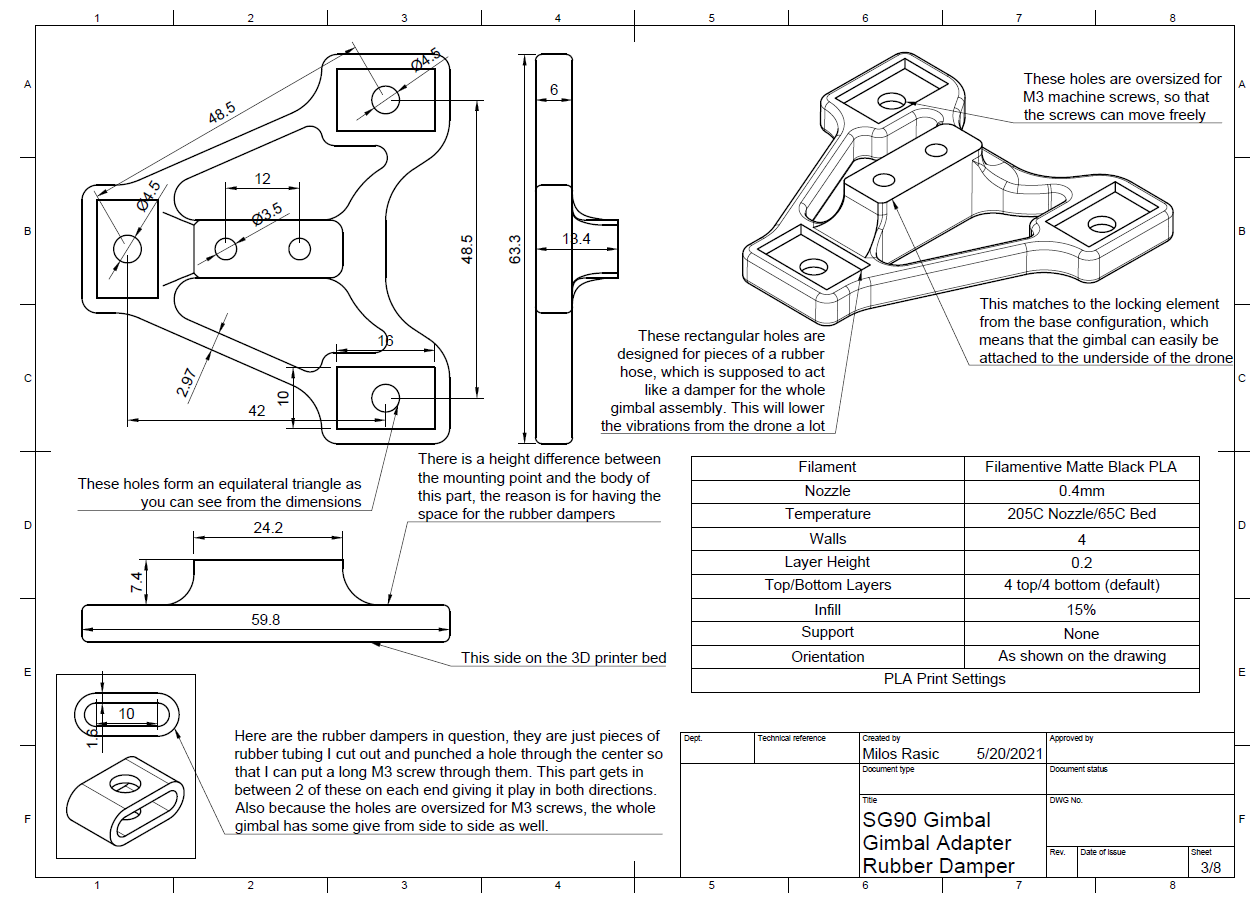 1 2 3 4 5 6 7 8
A
B
C
D
E
F
A
B
C
D
E
F
48.5
Ø4.5
Ø4.5
12
Ø3.5
48.5
16
10
2.97
42
6
63.3
13.4
These holes are oversized for
M3 machine screws, so that
the screws can move freely
This matches to the locking element
from the base configuration, which
means that the gimbal can easily be
attached to the underside of the drone
These rectangular holes are
designed for pieces of a rubber
hose, which is supposed to act
like a damper for the whole
gimbal assembly. This will lower
the vibrations from the drone a lot
These holes form an equilateral triangle as
you can see from the dimensions
There is a height difference between
the mounting point and the body of
this part, the reason is for having the
space for the rubber dampers
24.2
7.4
59.8
This side on the 3D printer bed
Filament Filamentive Matte Black PLA
Nozzle 0.4mm
Temperature 205C Nozzle/65C Bed
Walls 4
Layer Height 0.2
Top/Bottom Layers 4 top/4 bottom (default)
Infill 15%
Support None
Orientation As shown on the drawing
PLA Print Settings
10
1.6
Here are the rubber dampers in question, they are just pieces of
rubber tubing I cut out and punched a hole through the center so
that I can put a long M3 screw through them. This part gets in
between 2 of these on each end giving it play in both directions.
Also because the holes are oversized for M3 screws, the whole
gimbal has some give from side to side as well.
Dept. Technical reference Created by Approved by
Milos Rasic 5/20/2021
Document type Document status
Title DWG No.
SG90 Gimbal
Gimbal Adapter
Rubber Damper
Rev. Date of issue Sheet
3/8
1 2 3 4 5 6 7 8